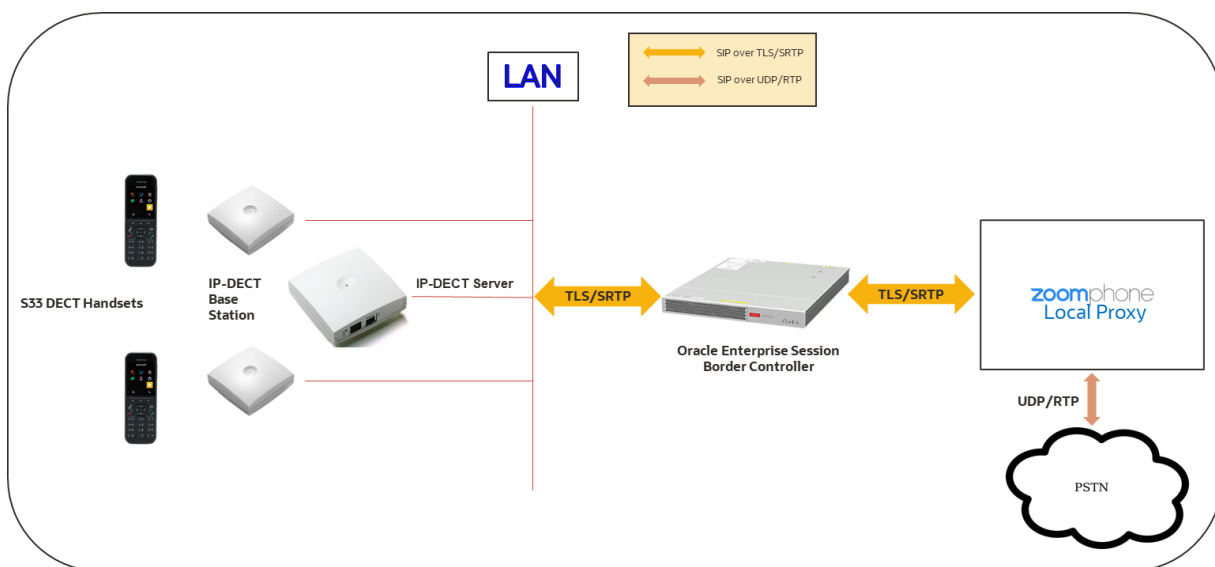 LAN
SIP over TLS/SRTP
SIP over UDP/RTP
S33 DECT Handsets
IP-DECT
Base
Station
IP-DECT Server
TLS/SRTP
Oracle Enterprise Session
Border Controller
TLS/SRTP
zoomphone
Local Proxy
UDP/RTP
PSTN